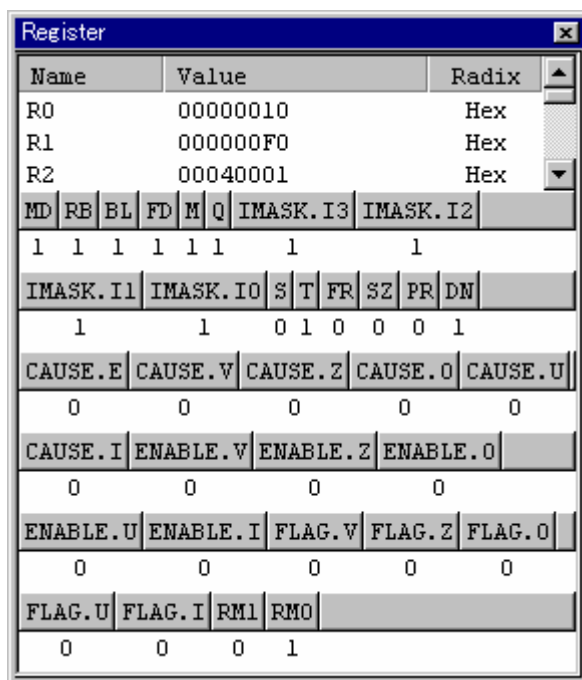 Register
Name Value Radix
R0 00000010 Hex
R1 000000F0 Hex
R2 00040001 Hex
MD RB BL FD M Q IMASK.I3 IMASK.I2
1 1 1 1 1 1 1 1
IMASK.I1 IMASK.I0 S T FR SZ PR DN
1 1 0 1 0 0 0 1
CAUSE.E CAUSE.V CAUSE.Z CAUSE.O CAUSE.U
0 0 0 0 0
CAUSE.I ENABLE.V ENABLE.Z ENABLE.O
0 0 0 0
ENABLE.U ENABLE.I FLAG.V FLAG.Z FLAG.O
0 0 0 0 0
FLAG.U FLAG.I RM1 RM0
0 0 0 1